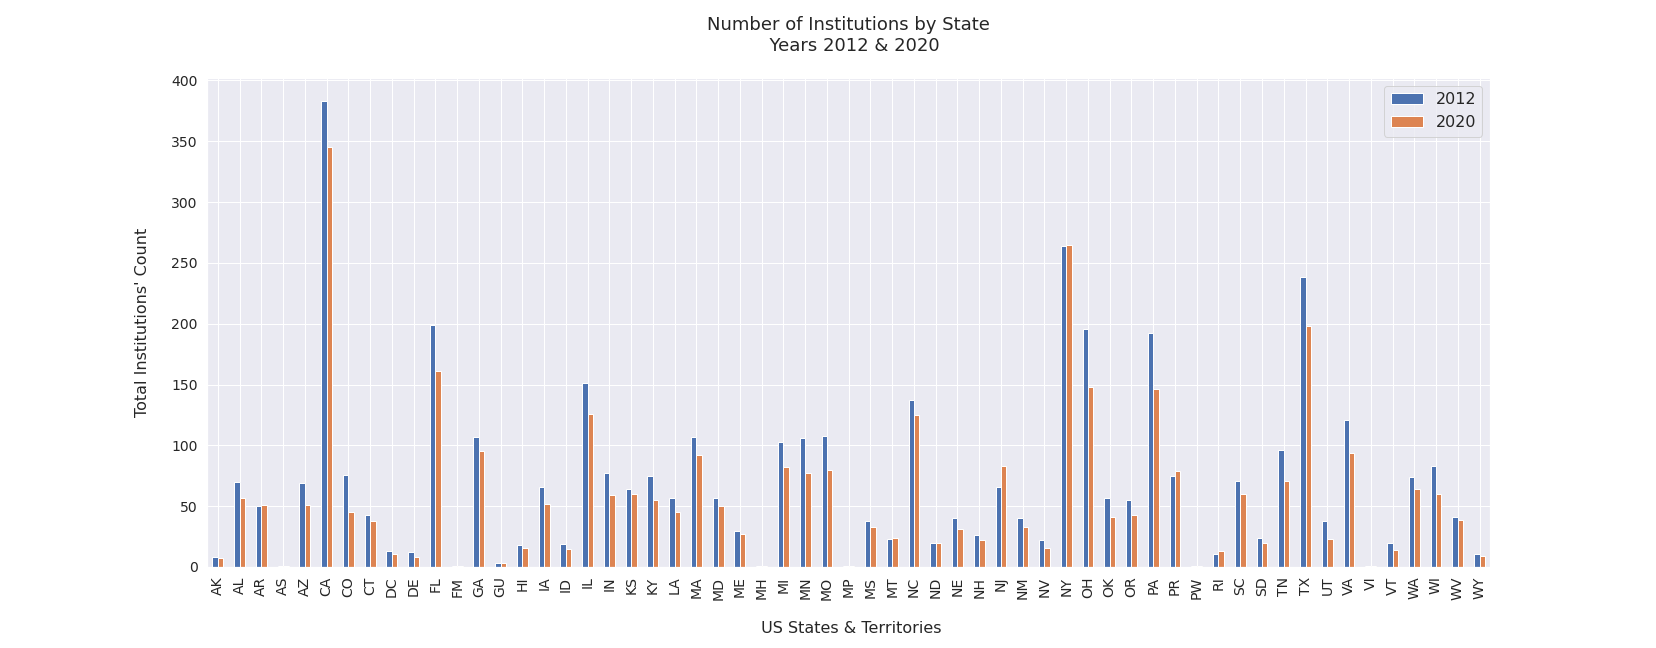 Number of Institutions by State
Years 2012 & 2020
2012
2020
Total Institutions' Count
400
350
300
250
200
150
100
50
0
AK AL AR AS AZ CA CO CT DC DE FL FM GA GU HI IA ID IL IN KS KY LA MA MD ME MH MI MN MO MP MS MT NC ND NE NH NJ NM NV NY OH OK OR PA PR PW RI SC SD TN TX UT VA VI VT WA WI WV WY
US States & Territories